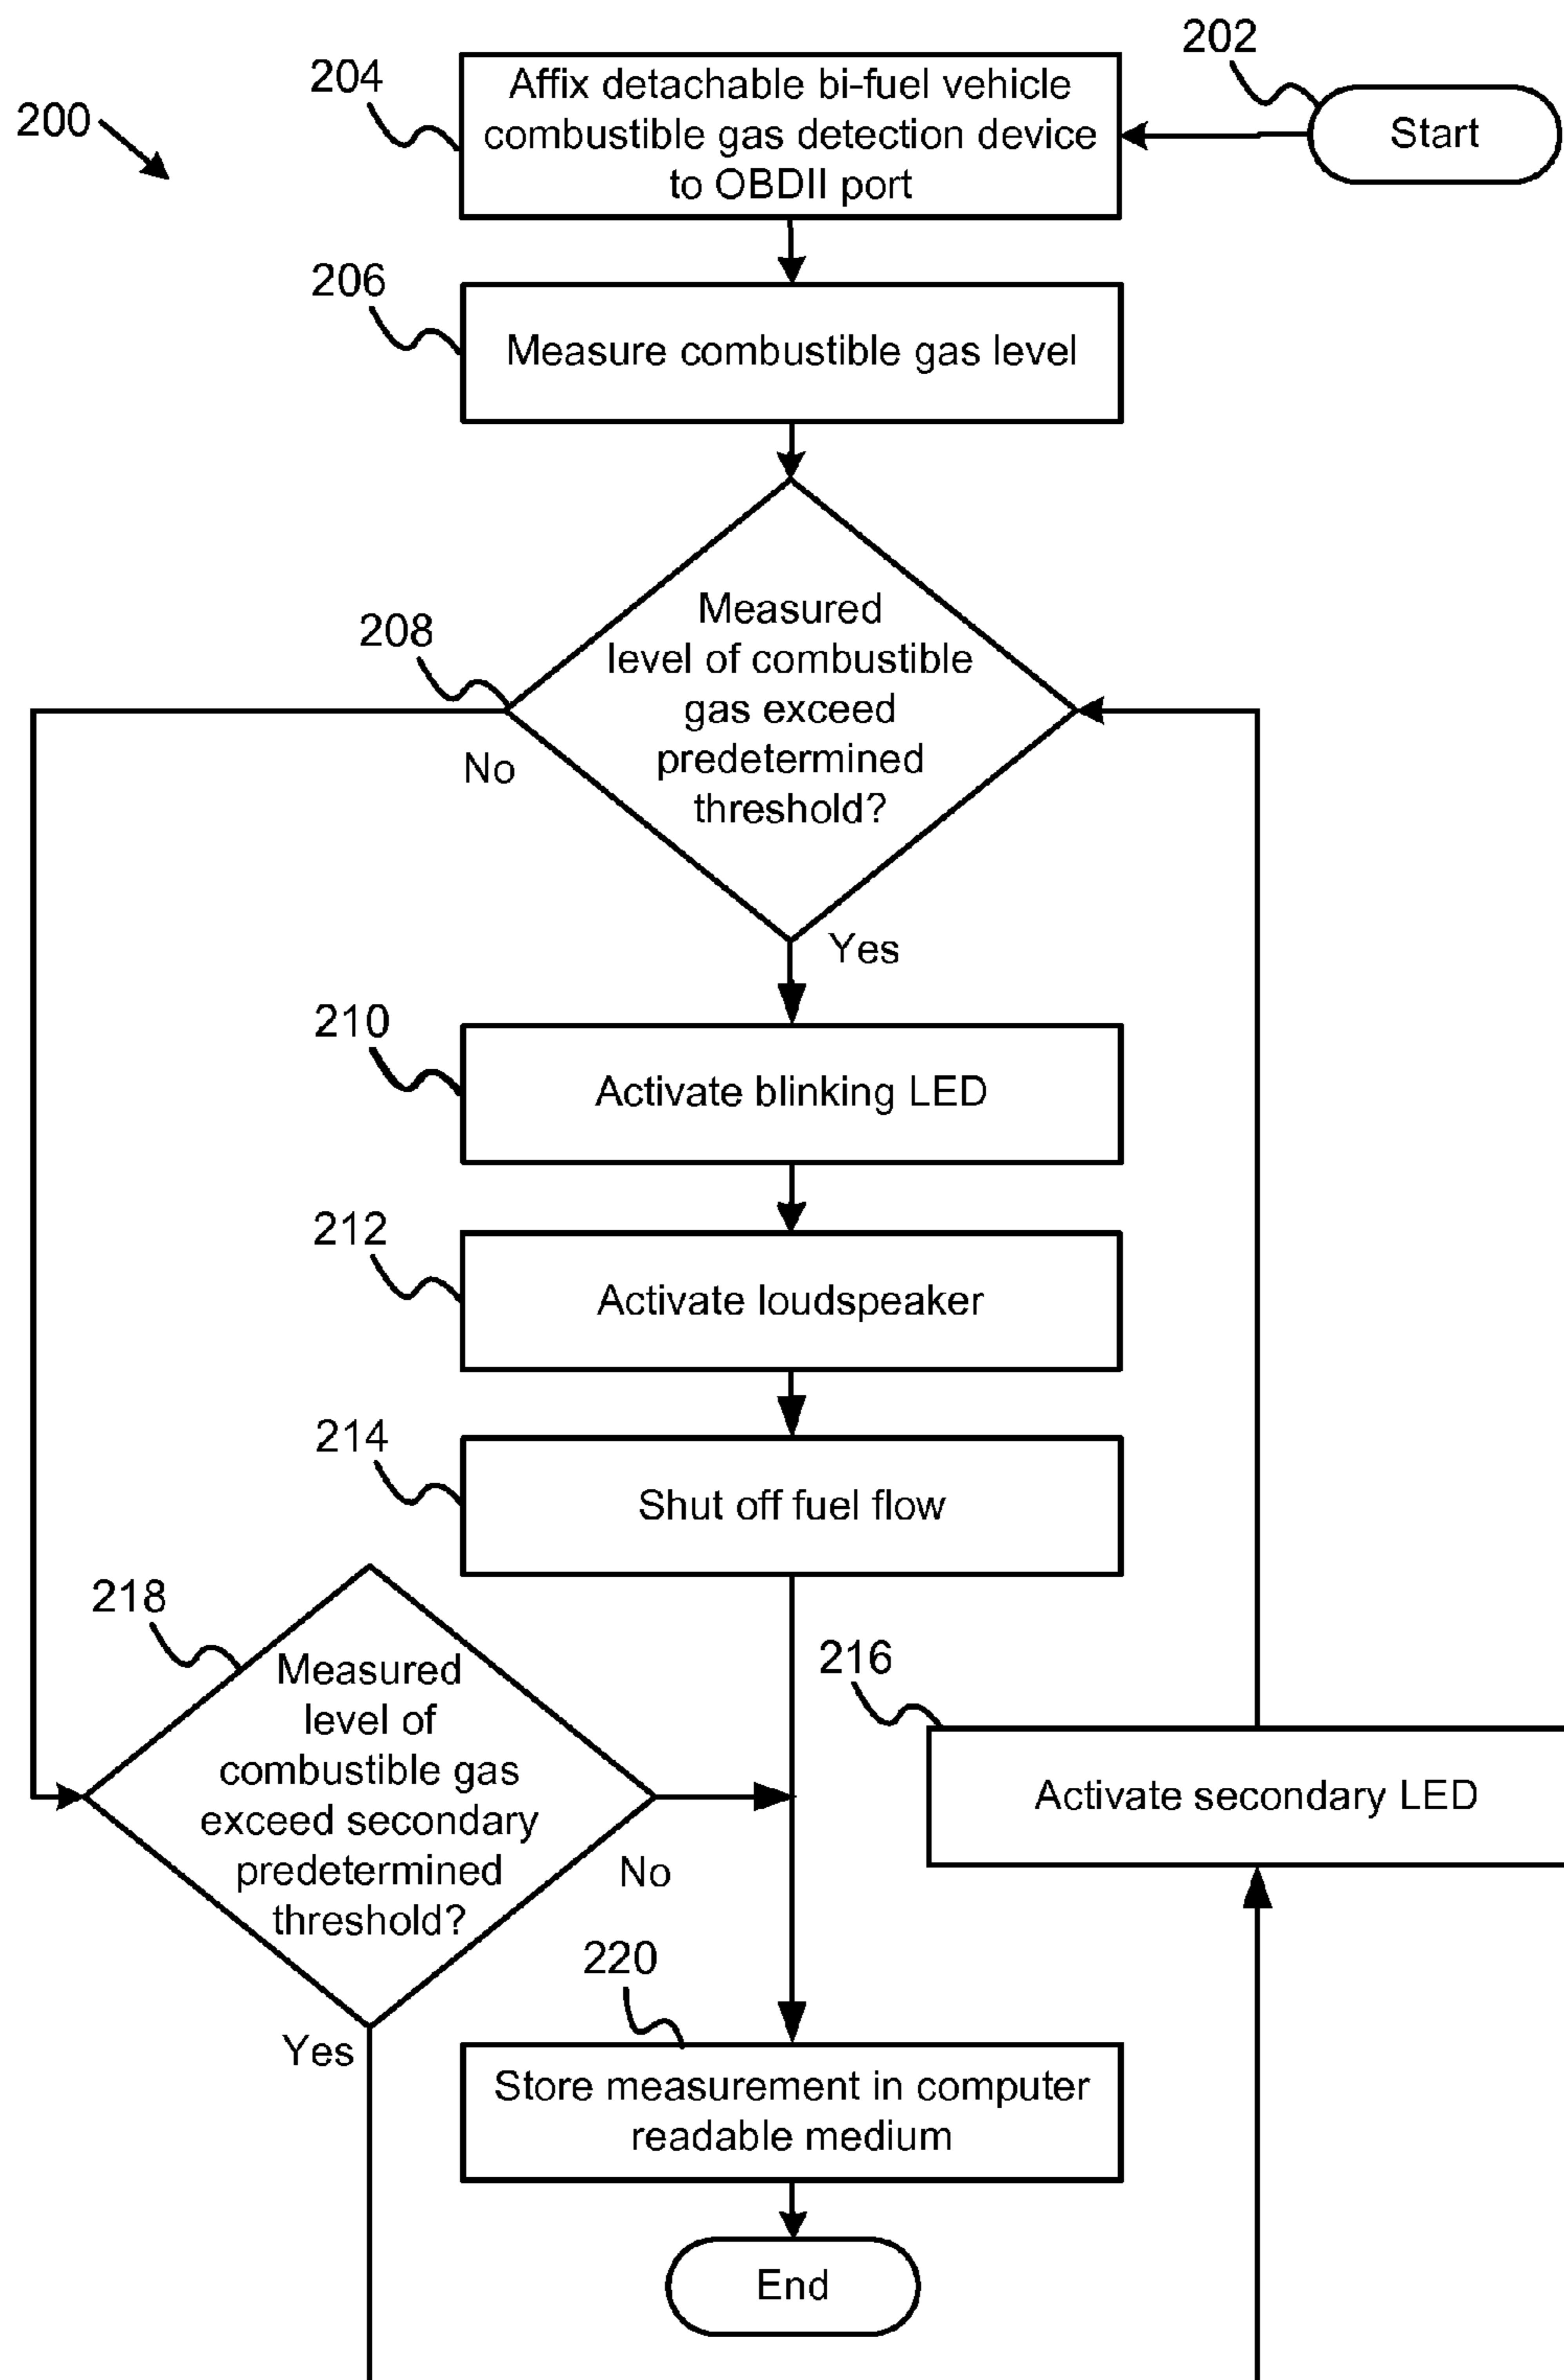 200
202
Start
204
Affix detachable bi-fuel vehicle
combustible gas detection device
to OBDII port
206
Measure combustible gas level
208
Measured
level of combustible
gas exceed
predetermined
threshold?
No
Yes
210
Activate blinking LED
212
Activate loudspeaker
214
Shut off fuel flow
218
Measured
level of
combustible gas
exceed secondary
predetermined
threshold?
No
Yes
216
Activate secondary LED
220
Store measurement in computer
readable medium
End